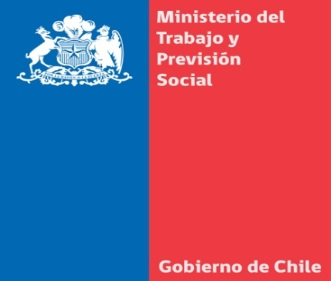 Ministerio del
Trabajo y
Previsión
Social
Gobierno de Chile